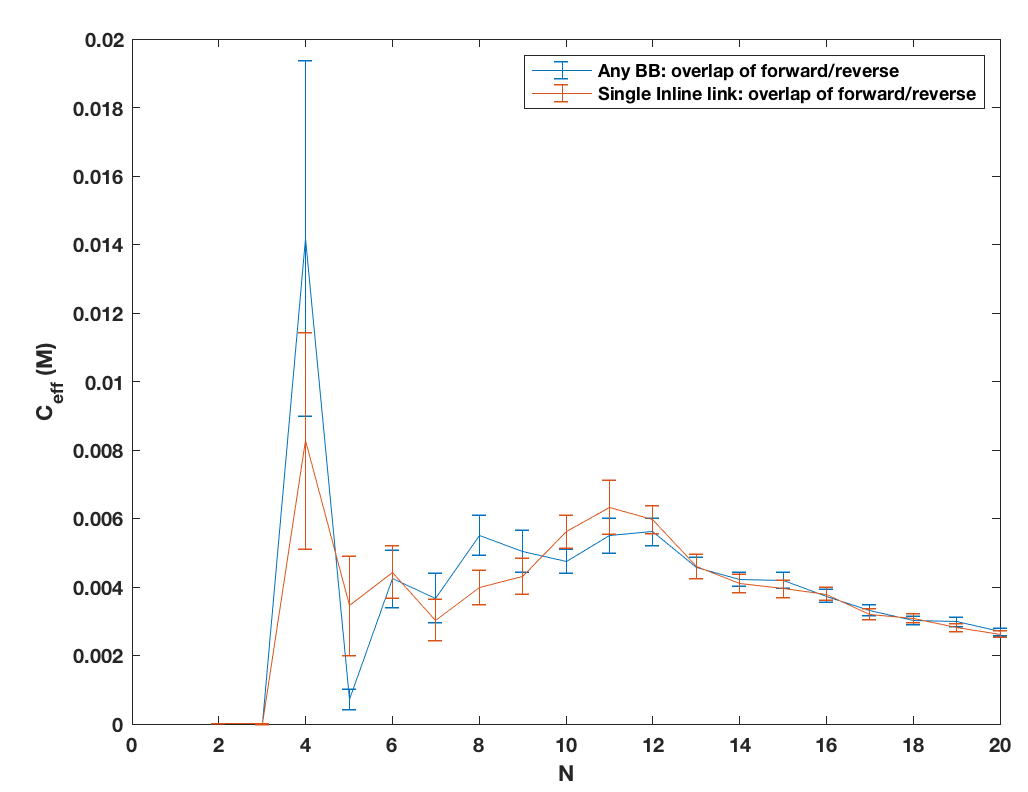 0.02
0.018
0.016
0.014
0.012
0.01
0.008
0.006
0.004
0.002
0
C_eff (M)
Any BB: overlap of forward/reverse
Single Inline link: overlap of forward/reverse
0 2 4 6 8 10 12 14 16 18 20
N